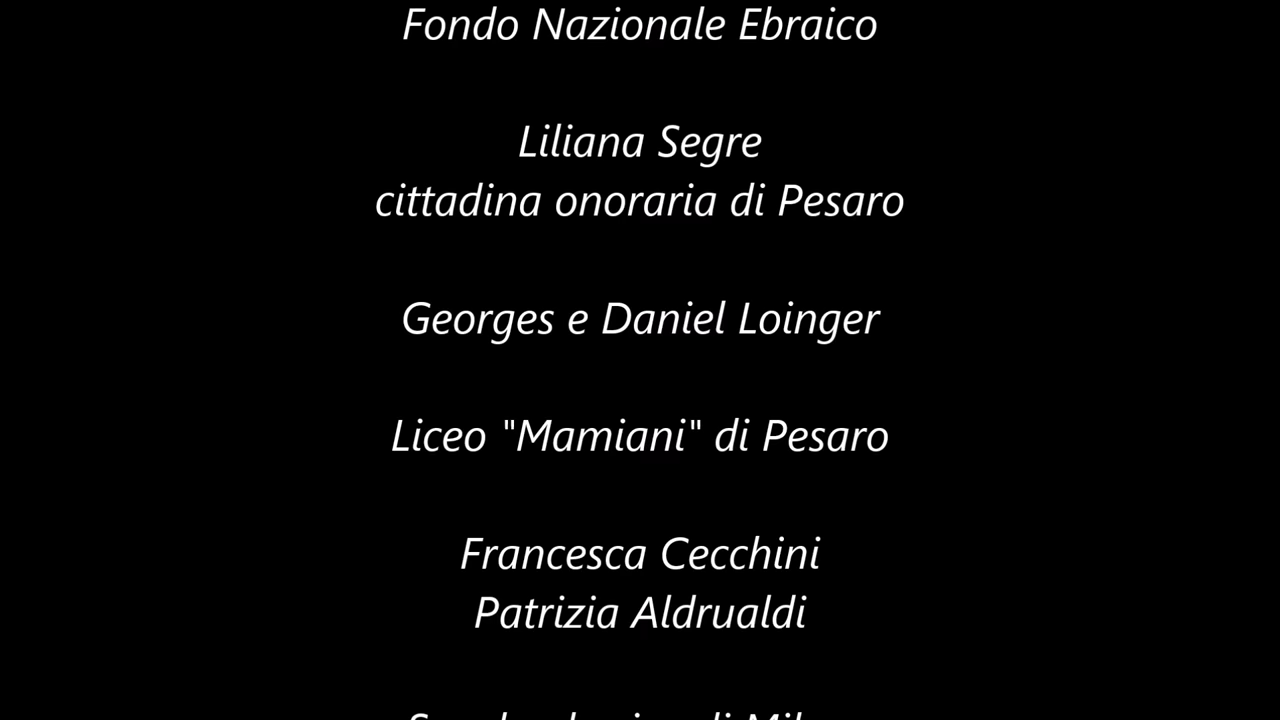 Fondo Nazionale Ebraico
Liliana Segre
cittadina onoraria di Pesaro
Georges e Daniel Loinger
Liceo "Mamiani" di Pesaro
Francesca Cecchini
Patrizia Aldrualdi